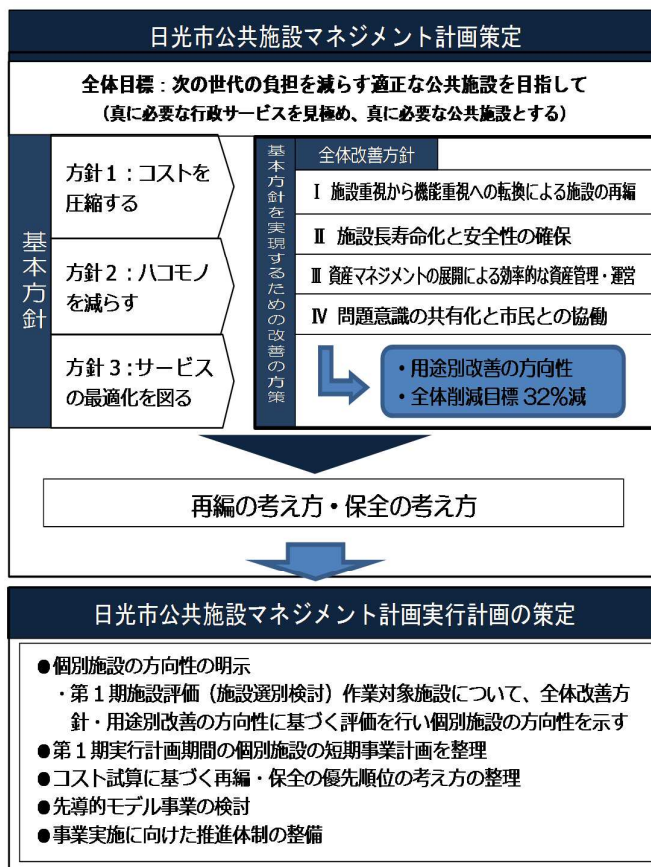 日光市公共施設マネジメント計画策定
全体目標:次の世代の負担を減らす適正な公共施設を目指して
(真に必要な行政サービスを見極め、真に必要な公共施設とする)
基本方針
方針1:コストを
圧縮する
方針2:ハコモノ
を減らす
方針3:サービス
の最適化を図る
基本方針を実現するための改善の方策
全体改善方針
Ⅰ 施設重視から機能重視への転換による施設の再編
Ⅱ 施設長寿命化と安全性の確保
Ⅲ 資産マネジメントの展開による効率的な資産管理・運営
Ⅳ 問題意識の共有化と市民との協働
・用途別改善の方向性
・全体削減目標 32%減
再編の考え方・保全の考え方
日光市公共施設マネジメント計画実行計画の策定
●個別施設の方向性の明示
・第1期施設評価(施設選別検討)作業対象施設について、全体改善方
針・用途別改善の方向性に基づく評価を行い個別施設の方向性を示す
●第1期実行計画期間の個別施設の短期事業計画を整理
●コスト試算に基づく再編・保全の優先順位の考え方の整理
●先導的モデル事業の検討
●事業実施に向けた推進体制の整備